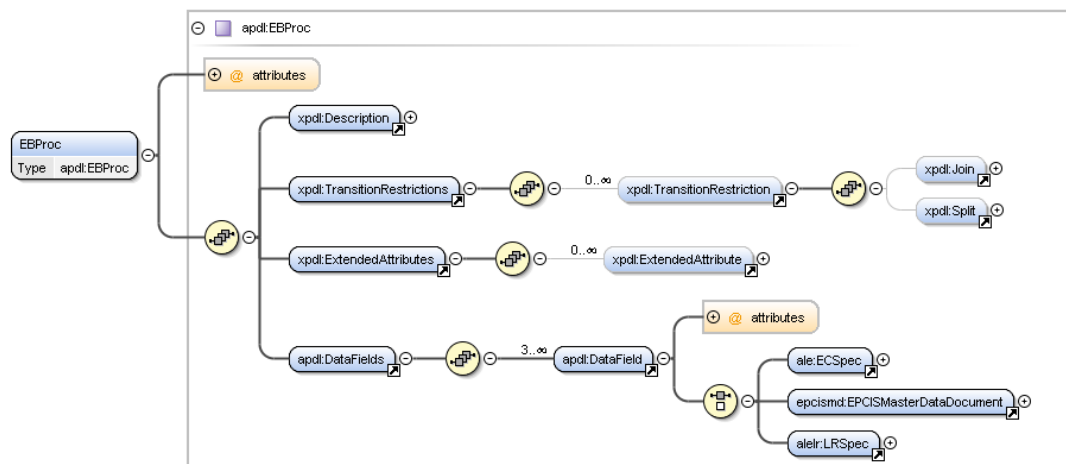 apdl:EBProc
@ attributes
xpdl:Description
EBProc
Type apdl:EBProc
xpdl:TransitionRestrictions
0..∞
xpdl:TransitionRestriction
xpdl:Join
xpdl:Split
xpdl:ExtendedAttributes
0..∞
xpdl:ExtendedAttribute
@ attributes
apdl:DataFields
3..∞
apdl:DataField
ale:ECSpec
epcismd:EPCISMasterDataDocument
alelr:LRSpec